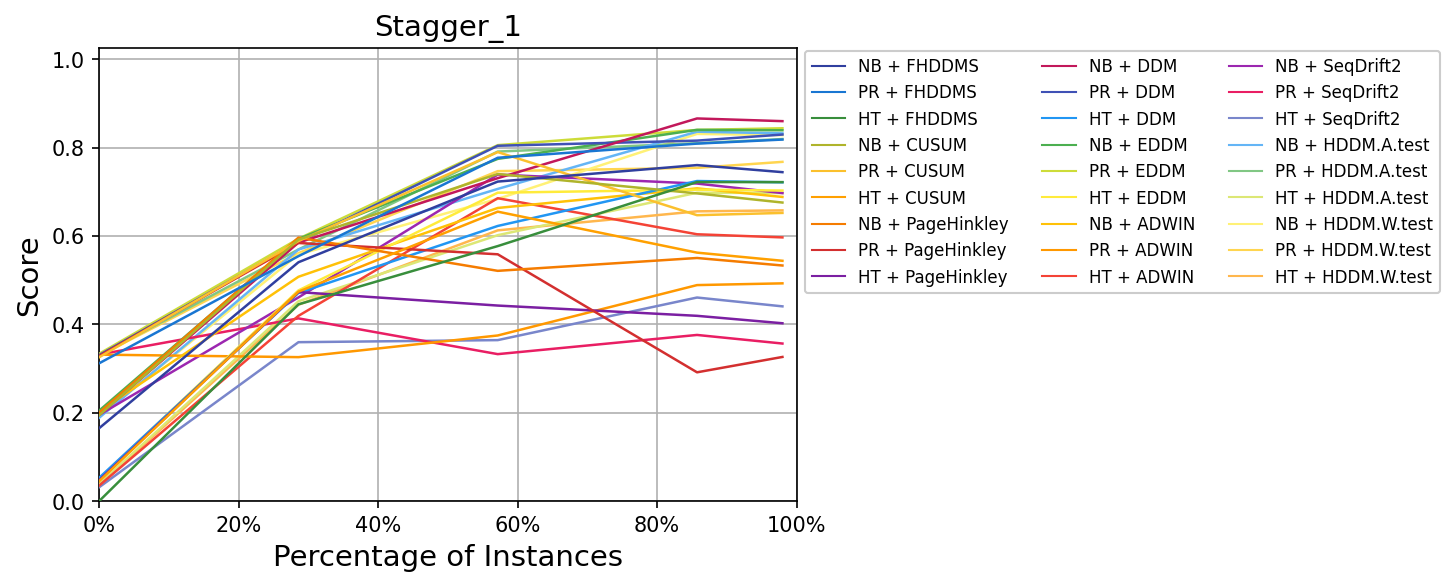 Stagger_1
Score
1.0
0.8
0.6
0.4
0.2
0.0
0% 20% 40% 60% 80% 100%
Percentage of Instances
NB + FHDDMS
PR + FHDDMS
HT + FHDDMS
NB + CUSUM
PR + CUSUM
HT + CUSUM
NB + PageHinkley
PR + PageHinkley
HT + PageHinkley
NB + DDM
PR + DDM
HT + DDM
NB + EDDM
PR + EDDM
HT + EDDM
NB + ADWIN
PR + ADWIN
HT + ADWIN
NB + SeqDrift2
PR + SeqDrift2
HT + SeqDrift2
NB + HDDM.A.test
PR + HDDM.A.test
HT + HDDM.A.test
NB + HDDM.W.test
PR + HDDM.W.test
HT + HDDM.W.test